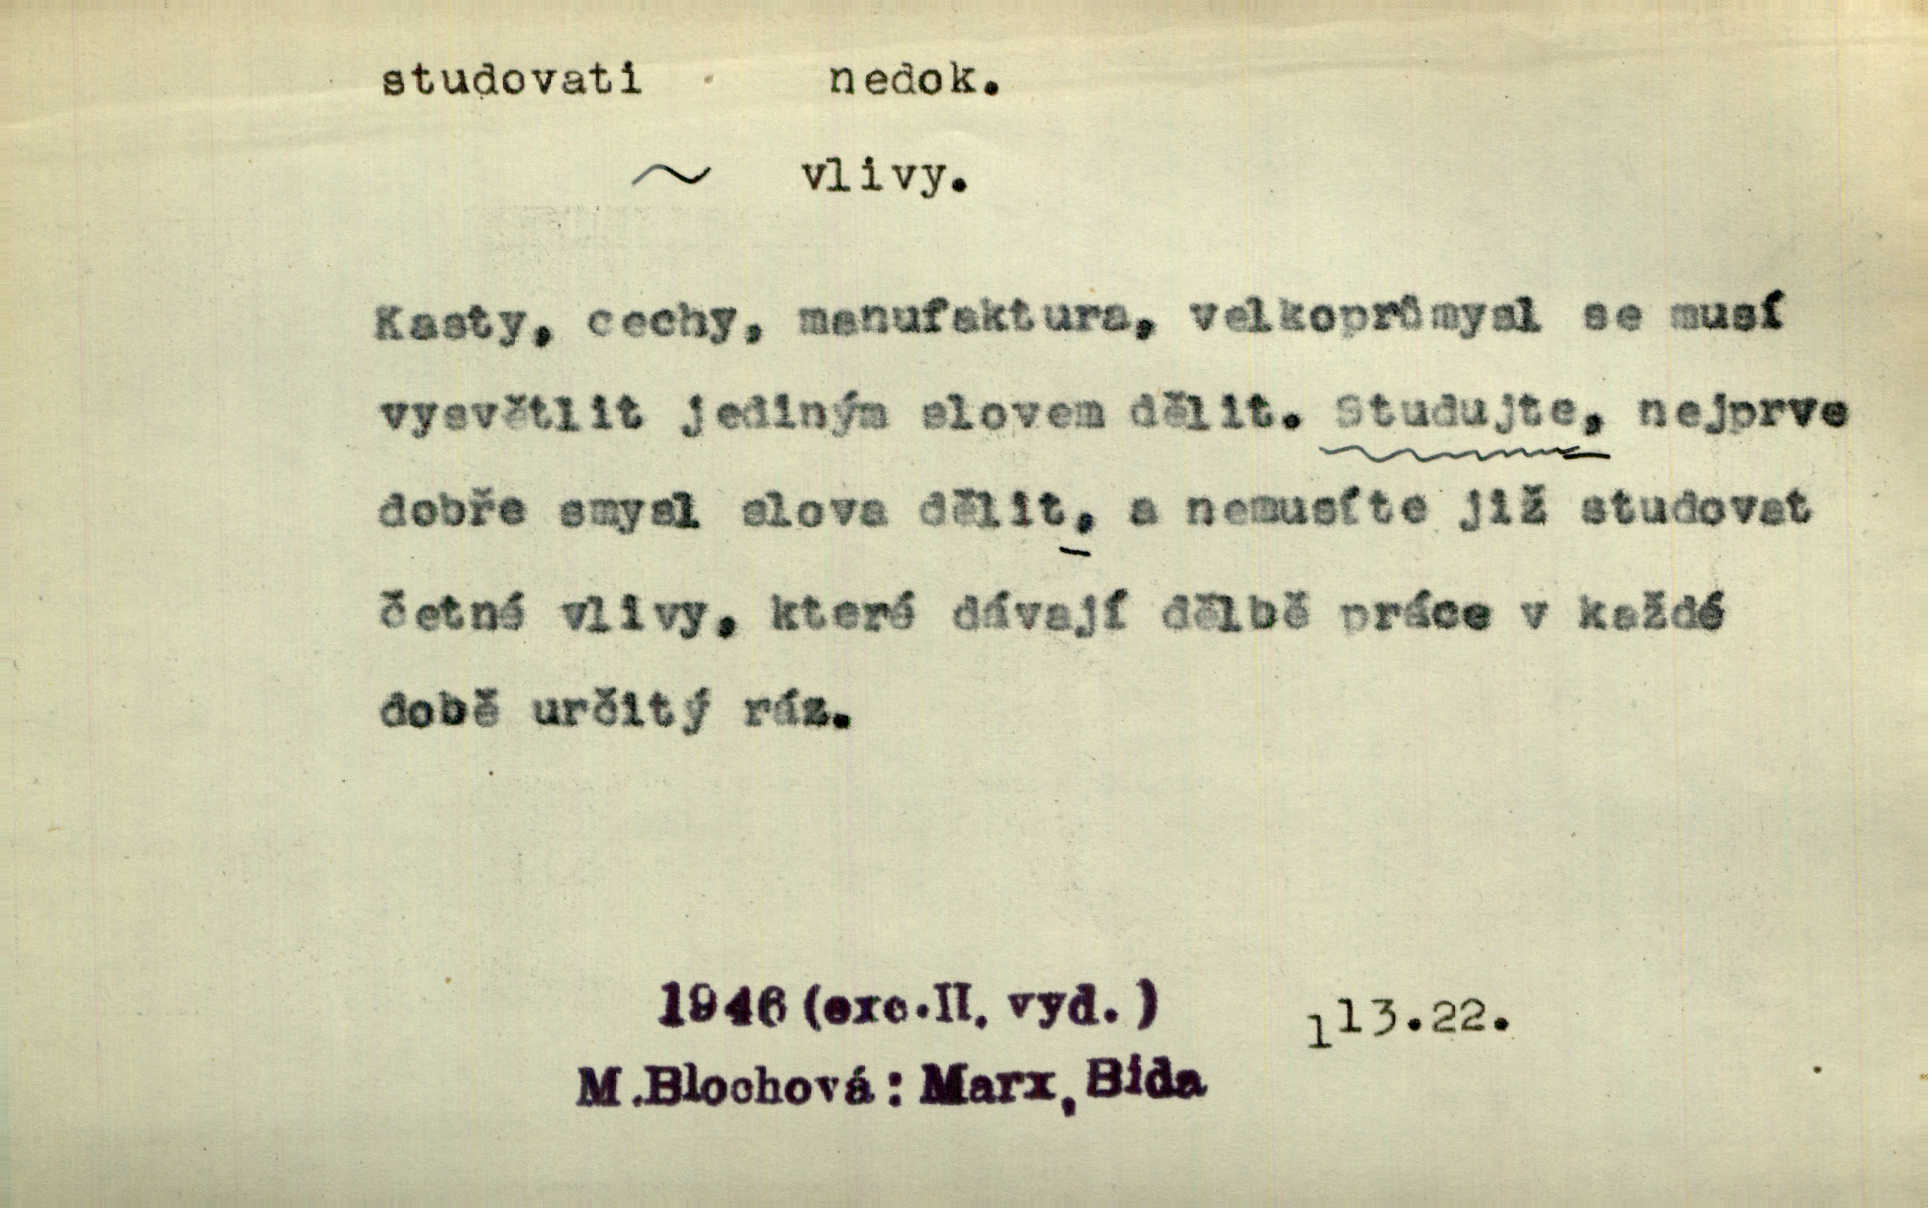 studovati nedok.
~ vlivy.
Kasty, cechy, manufaktura, velkoprůmysl se musí
vysvětlit jediným slovem dělit. Studujte, nejprve
dobře smysl slova dělit, a nemusíte již studovat
četné vlivy, které dávají dělbě práce v každé
době určitý ráz.
1946 (exc.II. vyd.) 113.22.
M.Blochová: Marx, Bída